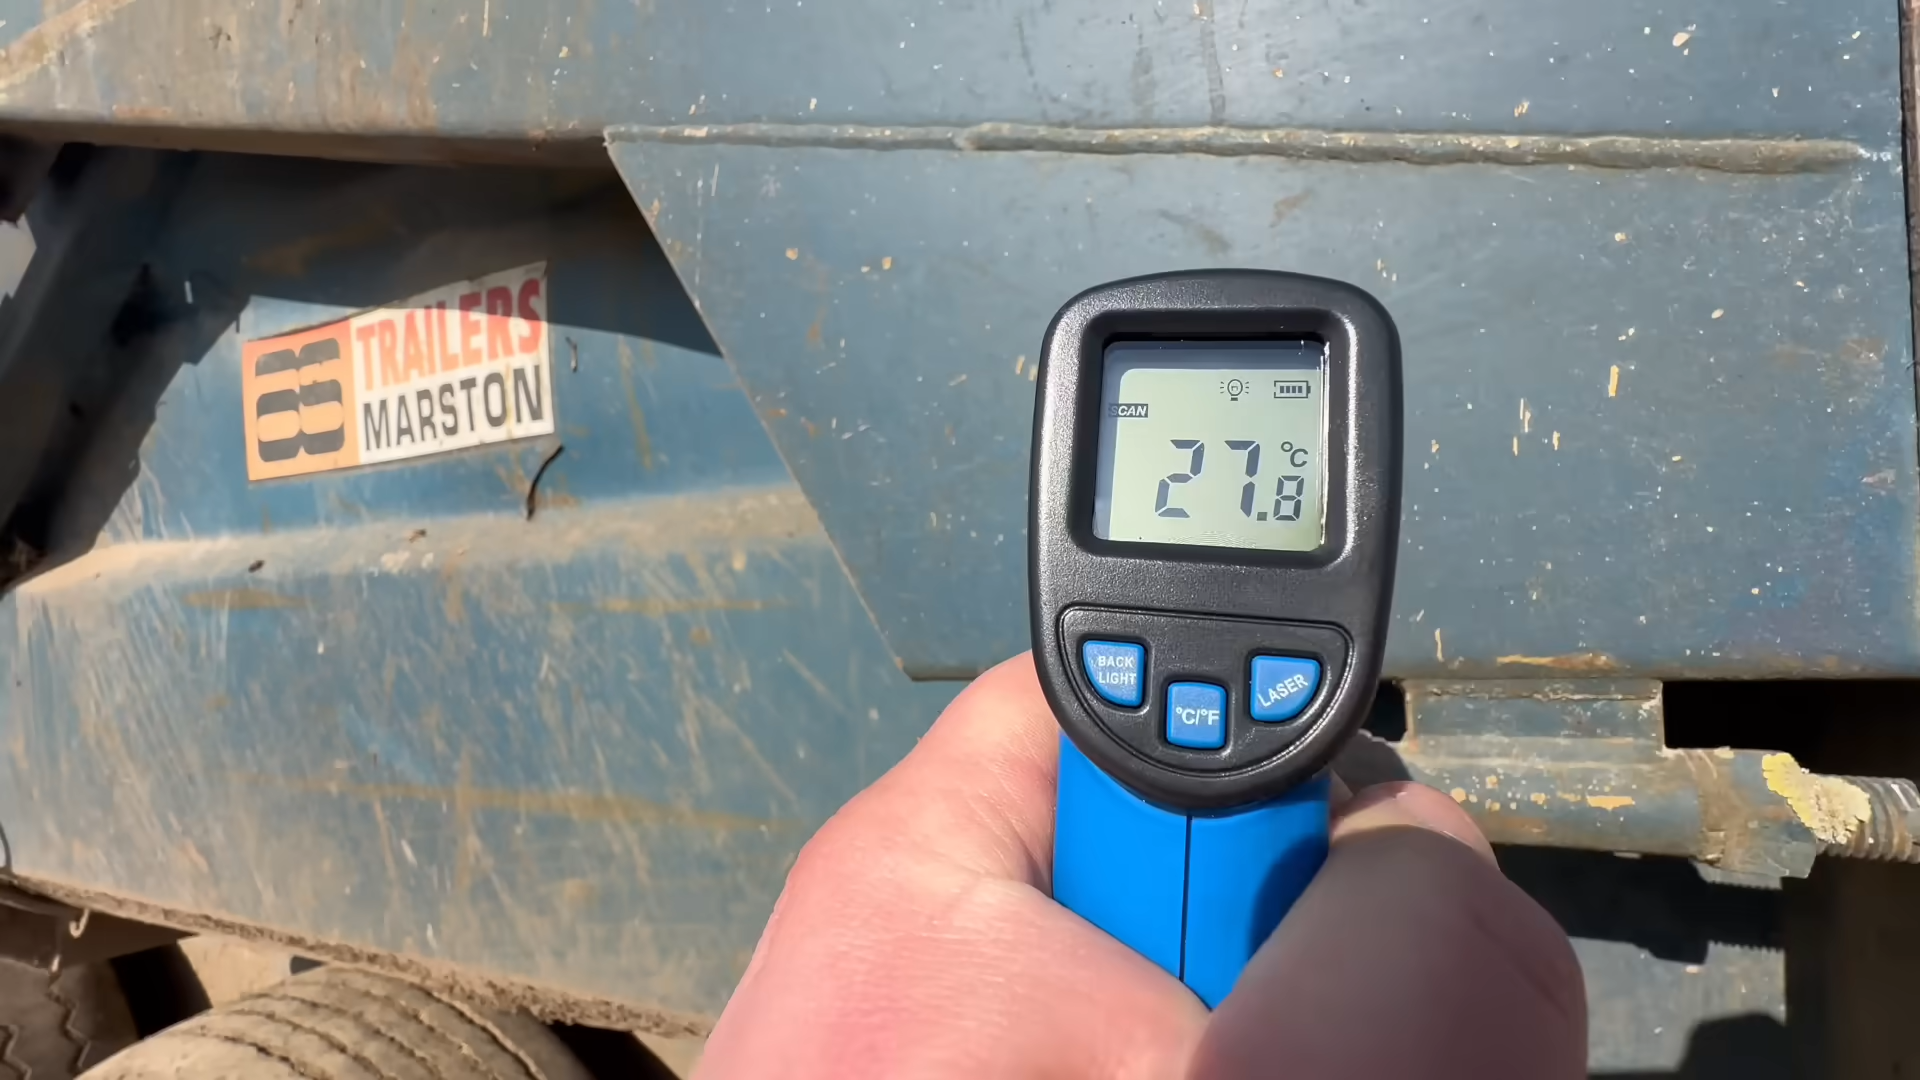 TRAILERS
MARSTON
SCAN
27.8 °C
BACK
LIGHT
°C/°F
LASER